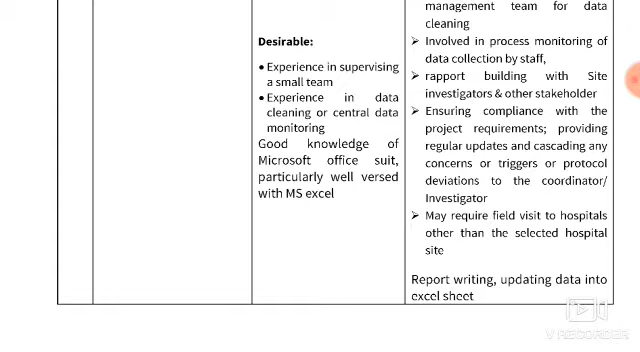 Desirable:
• Experience in supervising
a small team
• Experience in data
cleaning or central data
monitoring
Good knowledge of
Microsoft office suit,
particularly well versed
with MS excel
management team for data
cleaning
➢ Involved in process monitoring of
data collection by staff,
➢ rapport building with Site
investigators & other stakeholder
➢ Ensuring compliance with the
project requirements; providing
regular updates and cascading any
concerns or triggers or protocol
deviations to the coordinator/
Investigator
➢ May require field visit to hospitals
other than the selected hospital
site
Report writing, updating data into
excel sheet
V RECORDER